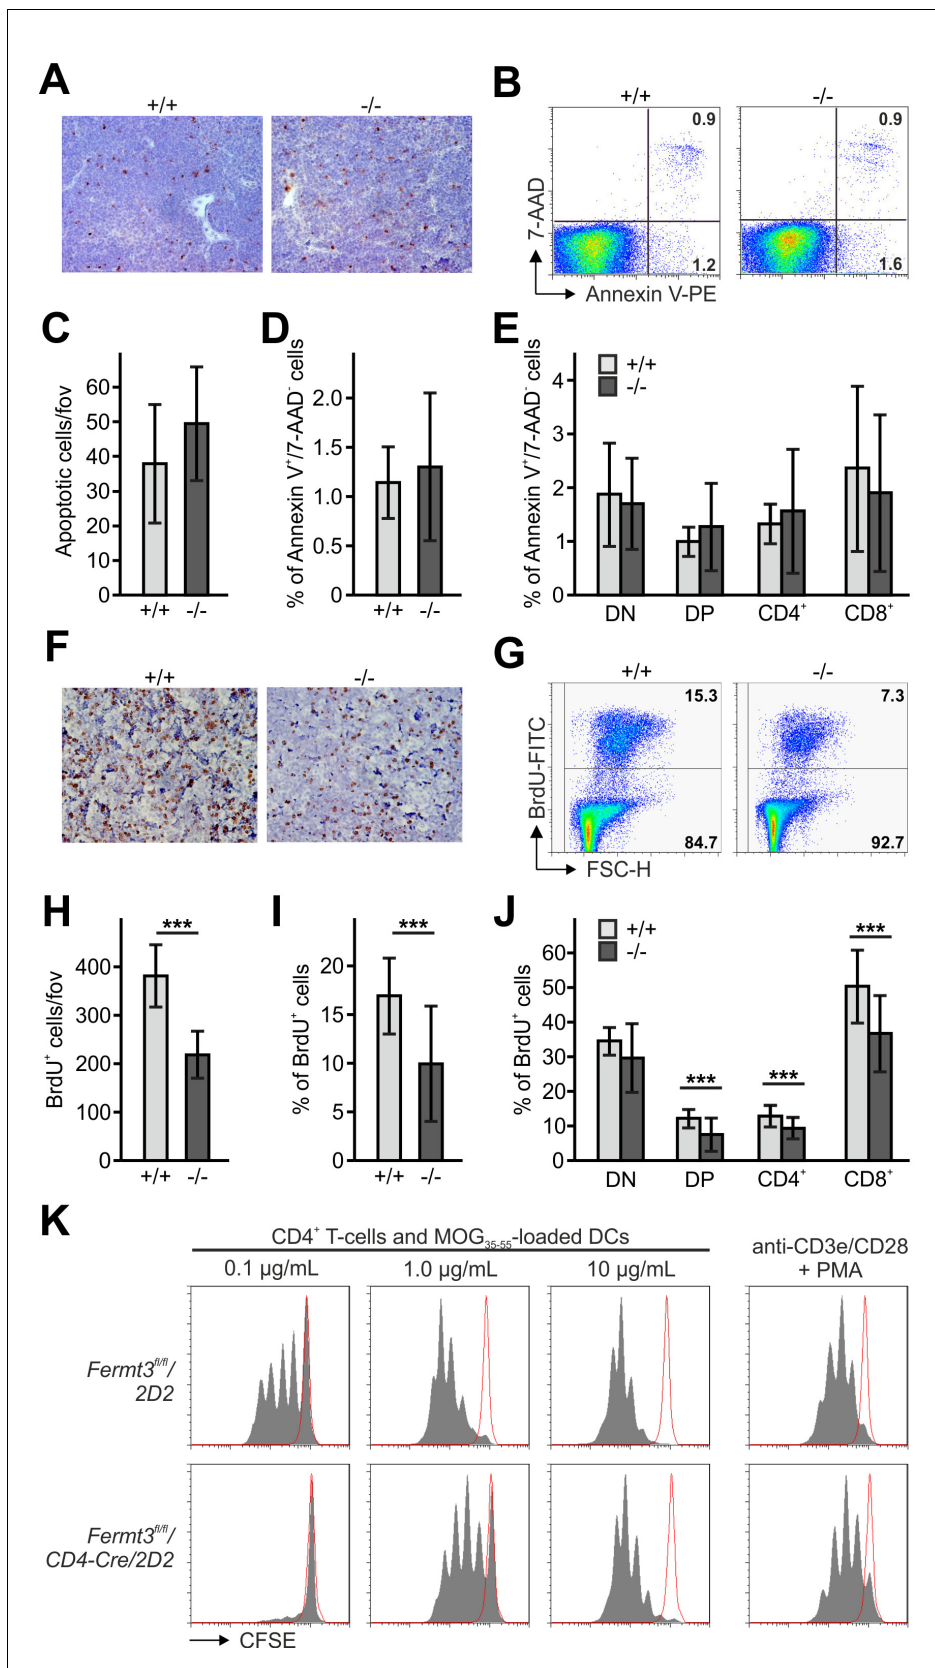 A
+/+
-/-
B
+/+
-/-
0.9
0.9
1.2
1.6
7-AAD
Annexin V-PE
C
Apoptotic cells/fov
60
50
40
30
20
10
0
+/+
-/-
D
% of Annexin V⁺/7-AAD⁻ cells
2.0
1.5
1.0
0.5
0
+/+
-/-
E
% of Annexin V⁺/7-AAD⁻ cells
+/+
-/-
4
3
2
1
0
DN
DP
CD4⁺
CD8⁺
F
+/+
-/-
G
+/+
-/-
15.3
7.3
84.7
92.7
BrdU-FITC
FSC-H
H
BrdU⁺ cells/fov
***
400
300
200
100
0
+/+
-/-
I
% of BrdU⁺ cells
***
20
15
10
5
0
+/+
-/-
J
% of BrdU⁺ cells
+/+
-/-
***
***
***
60
50
40
30
20
10
0
DN
DP
CD4⁺
CD8⁺
K
CD4⁺ T-cells and MOG₃₅₋₅₅-loaded DCs
0.1 µg/mL
1.0 µg/mL
10 µg/mL
anti-CD3e/CD28
+ PMA
Fermt3ᶠˡ/ᶠˡ/
2D2
Fermt3ᶠˡ/ᶠˡ/
CD4-Cre/2D2
CFSE